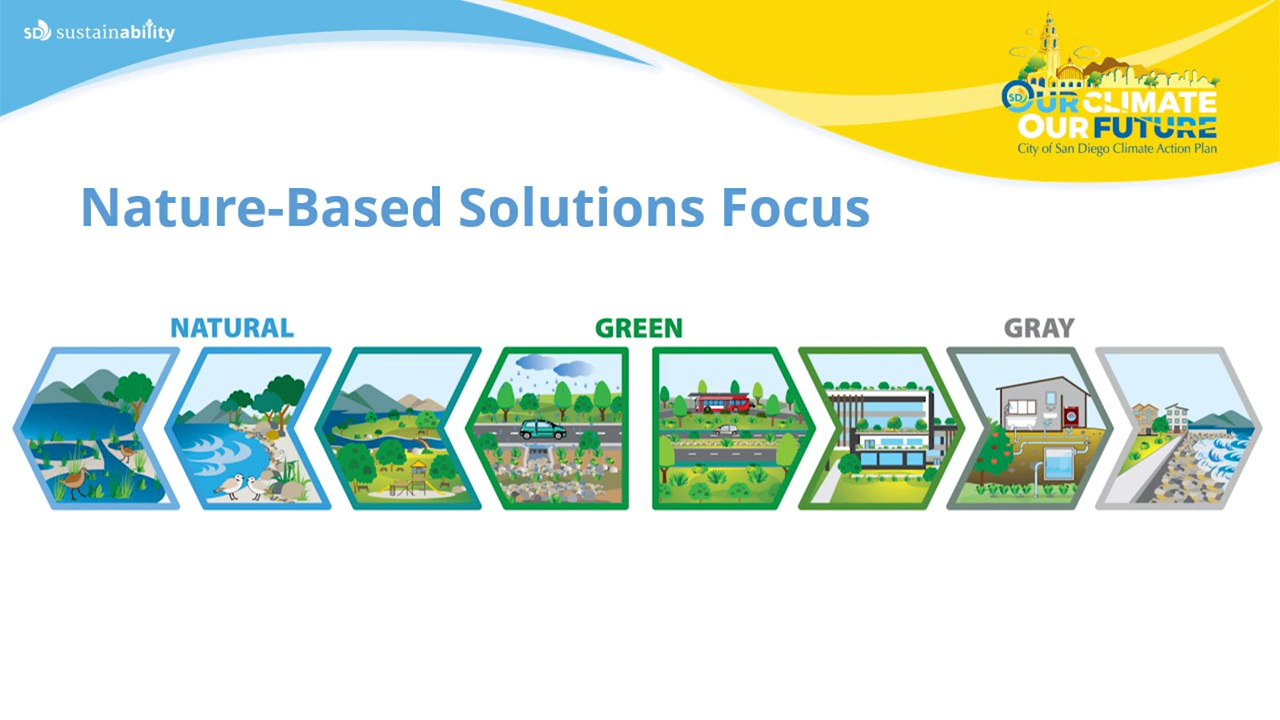 SD sustainability
SD OUR CLIMATE
OUR FUTURE
City of San Diego Climate Action Plan
Nature-Based Solutions Focus
NATURAL
GREEN
GRAY